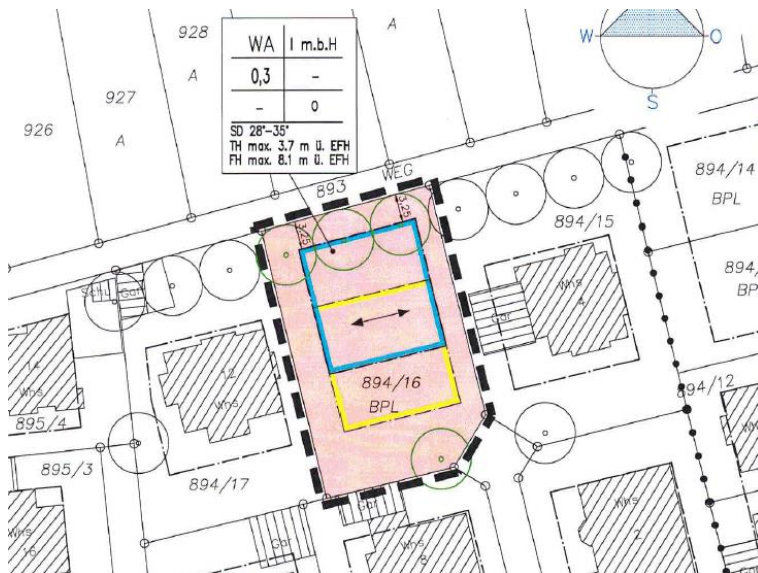 928
A
A
WA I m.b.H
0,3 -
- 0
SD 28°-35°
TH max. 3.7 m ü. EFH
FH max. 8.1 m ü. EFH
W O
S
927
A
926
893 WEG
894/14
BPL
3.25
3.25
894/15
894/
Gar
Whs
4
Gar
14
Whs
12
Whs
894/16
BPL
894/12
895/4
895/3
894/17
Gar
Gar
Whs
16
Whs
8
Whs
2